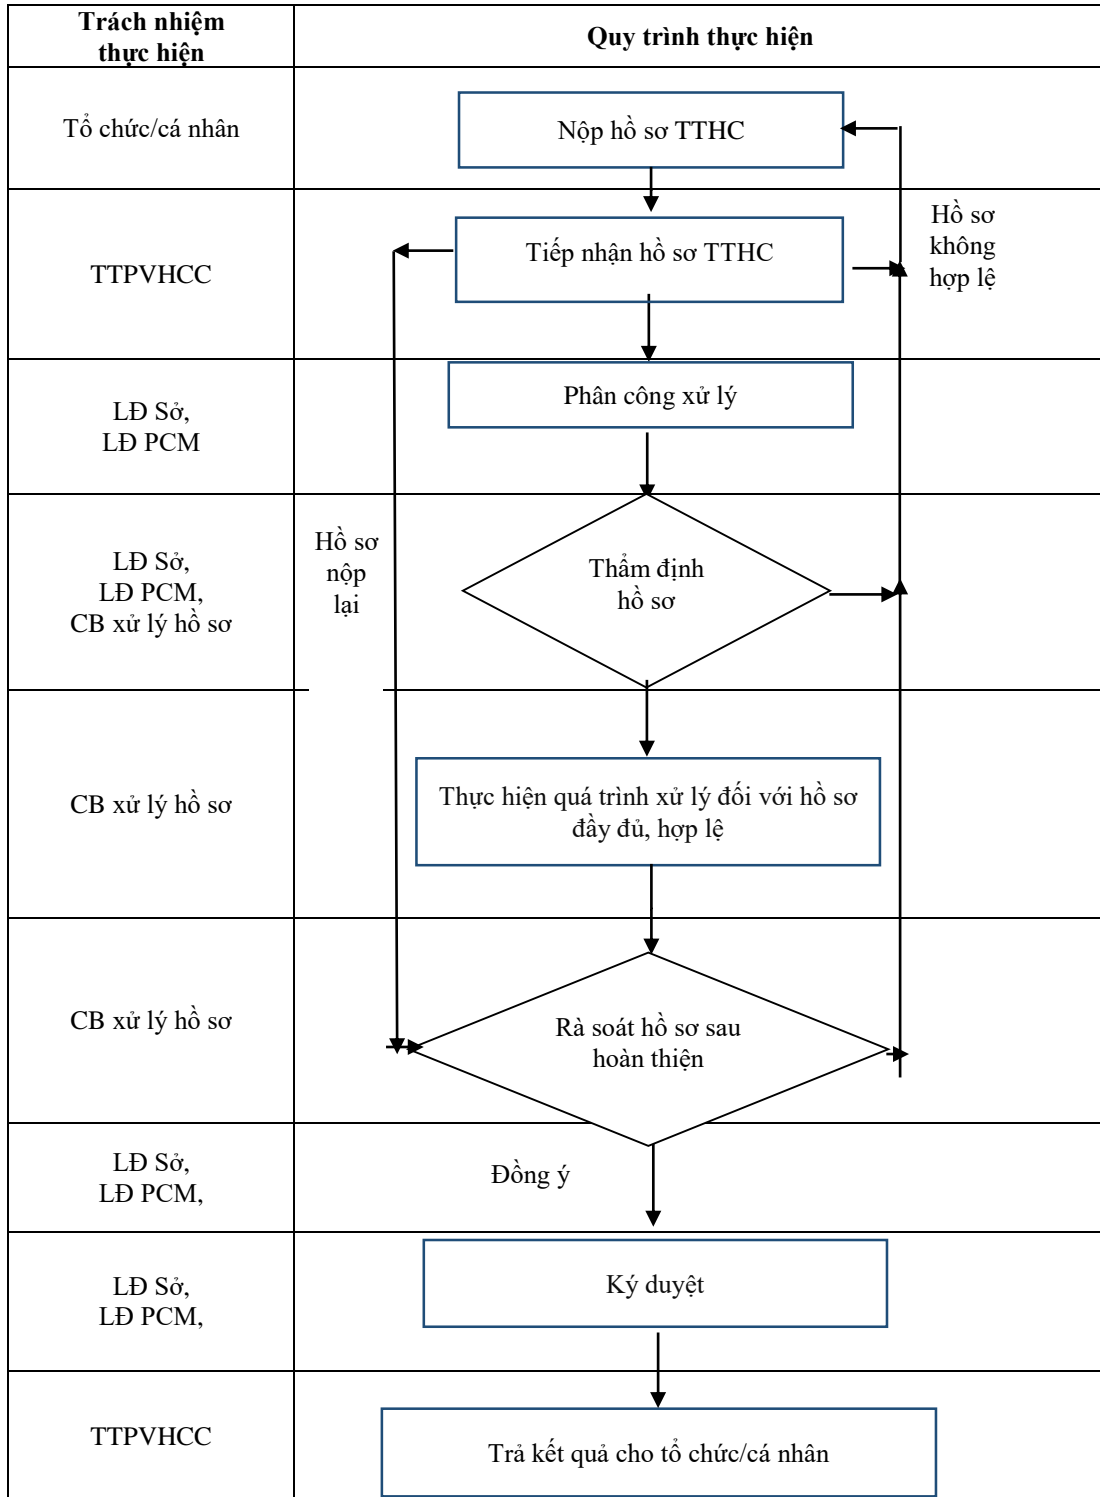 Trách nhiệm
thực hiện
Quy trình thực hiện
Tổ chức/cá nhân
Nộp hồ sơ TTHC
TTPVHCC
Tiếp nhận hồ sơ TTHC
Hồ sơ
không
hợp lệ
LĐ Sở,
LĐ PCM
Phân công xử lý
LĐ Sở,
LĐ PCM,
CB xử lý hồ sơ
Hồ sơ
nộp
lại
Thẩm định
hồ sơ
CB xử lý hồ sơ
Thực hiện quá trình xử lý đối với hồ sơ
đầy đủ, hợp lệ
CB xử lý hồ sơ
Rà soát hồ sơ sau
hoàn thiện
LĐ Sở,
LĐ PCM,
Đồng ý
LĐ Sở,
LĐ PCM,
Ký duyệt
TTPVHCC
Trả kết quả cho tổ chức/cá nhân